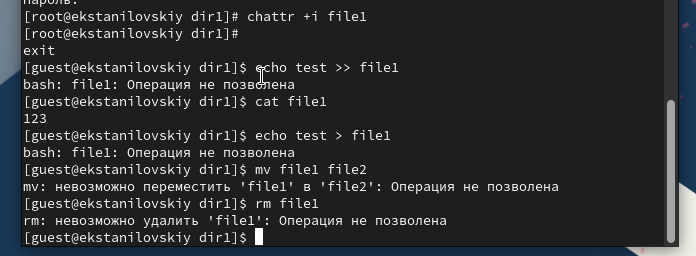 пароль:
[root@ekstanilovskiy dir1]# chattr +i file1
[root@ekstanilovskiy dir1]#
exit
[guest@ekstanilovskiy dir1]$ echo test >> file1
bash: file1: Операция не позволена
[guest@ekstanilovskiy dir1]$ cat file1
123
[guest@ekstanilovskiy dir1]$ echo test > file1
bash: file1: Операция не позволена
[guest@ekstanilovskiy dir1]$ mv file1 file2
mv: невозможно переместить 'file1' в 'file2': Операция не позволена
[guest@ekstanilovskiy dir1]$ rm file1
rm: невозможно удалить 'file1': Операция не позволена
[guest@ekstanilovskiy dir1]$